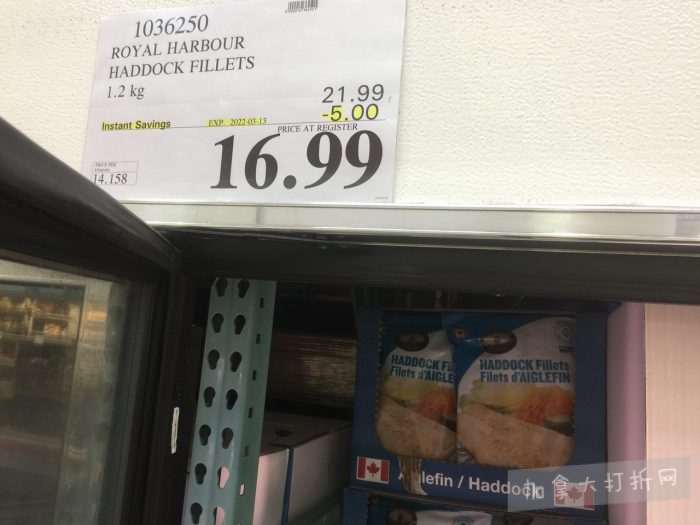 1036250
ROYAL HARBOUR
HADDOCK FILLETS
1.2 kg
21.99
-5.00
Instant Savings
EXP. 2022-03-13
PRICE AT REGISTER
16.99
14.158
HADDOCK
Filets d'AIGLE
HADDOCK Fillets
Filets d'AIGLEFIN
Aiglefin / Haddock
加拿大打折网